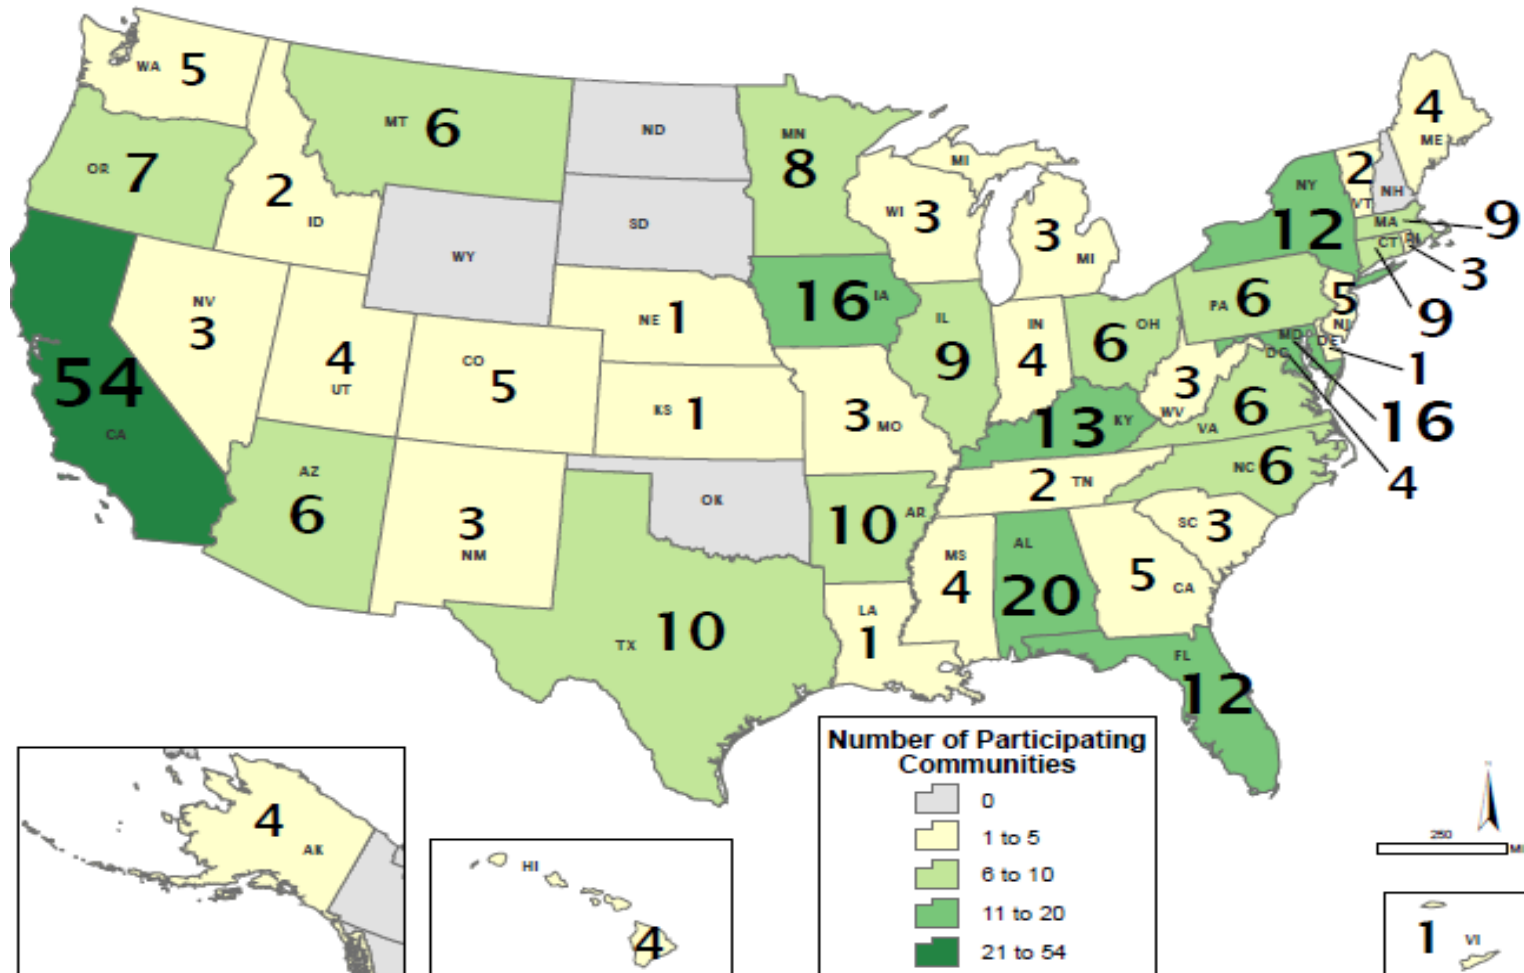 WA 5
MT 6
ND
MN 8
OR 7
2 ID
SD
WY
WI 3
MI
3 MI
4 ME
2 VT
NH
NY 12
MA 9
CT 9
RI 3
NV 3
4 UT
CO 5
NE 1
16 IA
IL 9
IN 4
6 OH
PA 6
5 NJ
DE 1
MD 16
DC 4
54 CA
KS 1
3 MO
13 KY
3 WV
6 VA
AZ 6
3 NM
OK
10 AR
2 TN
NC 6
SC 3
TX 10
LA 1
MS 4
AL 20
5 CA
FL 12
4 AK
HI 4
Number of Participating
Communities
0
1 to 5
6 to 10
11 to 20
21 to 54
250
1 VI